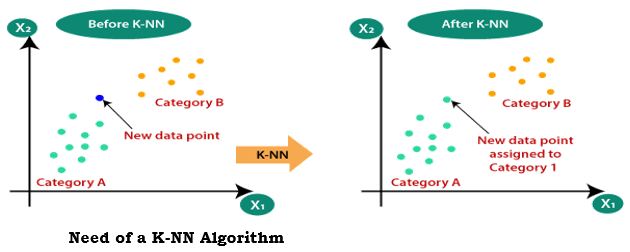 Before K-NN
X₂
Category B
New data point
Category A
X₁
K-NN
After K-NN
X₂
Category B
New data point
assigned to
Category 1
Category A
X₁
Need of a K-NN Algorithm